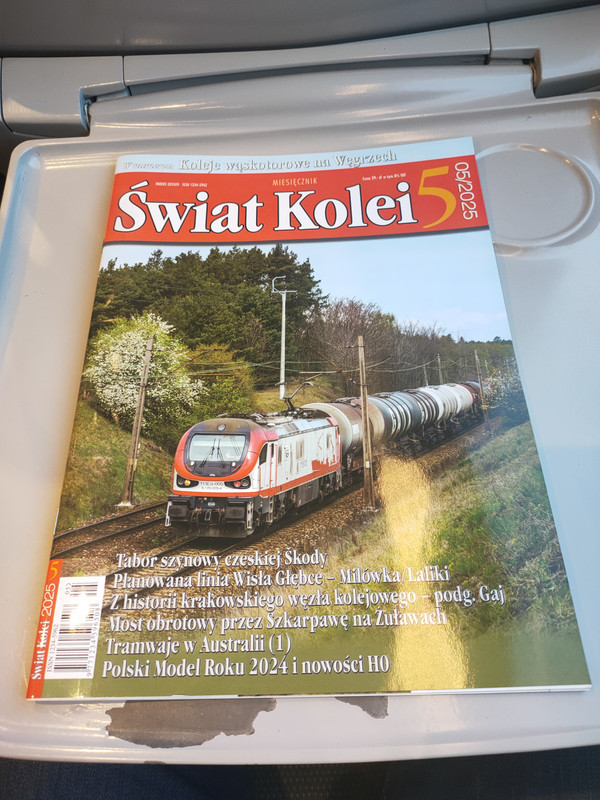 Koleje wąskotorowe na Węgrzech
MIESIĘCZNIK
Świat Kolei 5
05/2025
Tabor szynowy czeskiej Škody
Planowana linia Wisła Głębce – Milówka/Laliki
Z historii krakowskiego węzła kolejowego – podg. Gaj
Most obrotowy przez Szkarpawę na Żuławach
Tramwaje w Australii (1)
Polski Model Roku 2024 i nowości H0
Świat Kolei 2025 5
05